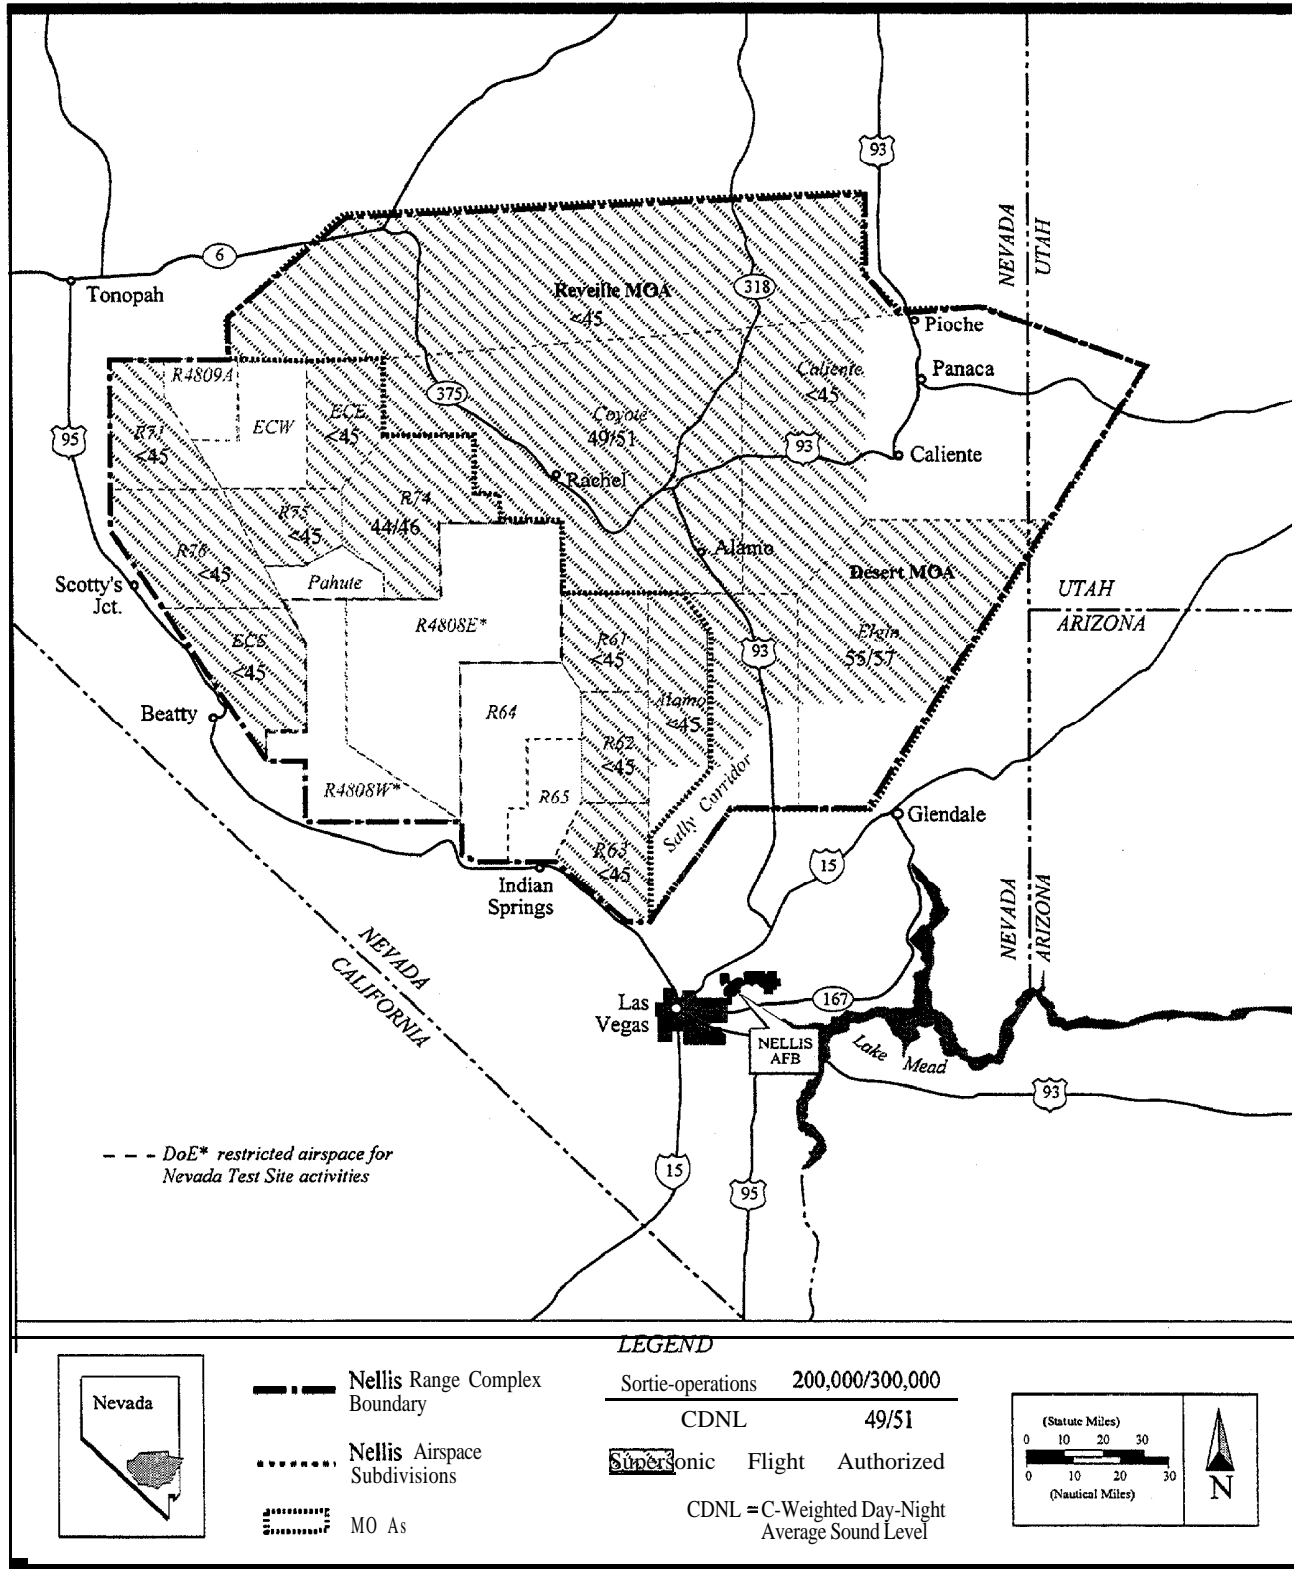 93
NEVADA
UTAH
6
Tonopah
318
Reveille MOA
<45
Pioche
R4809A
Caliente
<45
Panaca
375
ECE
<45
ECW
Coyote
49/51
95
R71
<45
93
Caliente
Rachel
R74
44/46
R75
<45
R76
<45
Alamo
Desert MOA
Pahute
Scotty's
Jct.
UTAH
ARIZONA
R4808E*
R61
<45
ECS
<45
Elgin
55/57
93
Alamo
<45
Beatty
R64
R62
<45
R4808W*
R65
Sally Corridor
Glendale
R63
<45
15
Indian
Springs
NEVADA
CALIFORNIA
NEVADA
ARIZONA
Las
Vegas
167
NELLIS
AFB
Lake Mead
93
--- DoE* restricted airspace for
Nevada Test Site activities
15
95
LEGEND
Nevada
Nellis Range Complex
Boundary
Nellis Airspace
Subdivisions
MO As
Sortie-operations 200,000/300,000
CDNL 49/51
Supersonic Flight Authorized
CDNL = C-Weighted Day-Night
Average Sound Level
(Statute Miles)
0 10 20 30
0 10 20 30
(Nautical Miles)
N